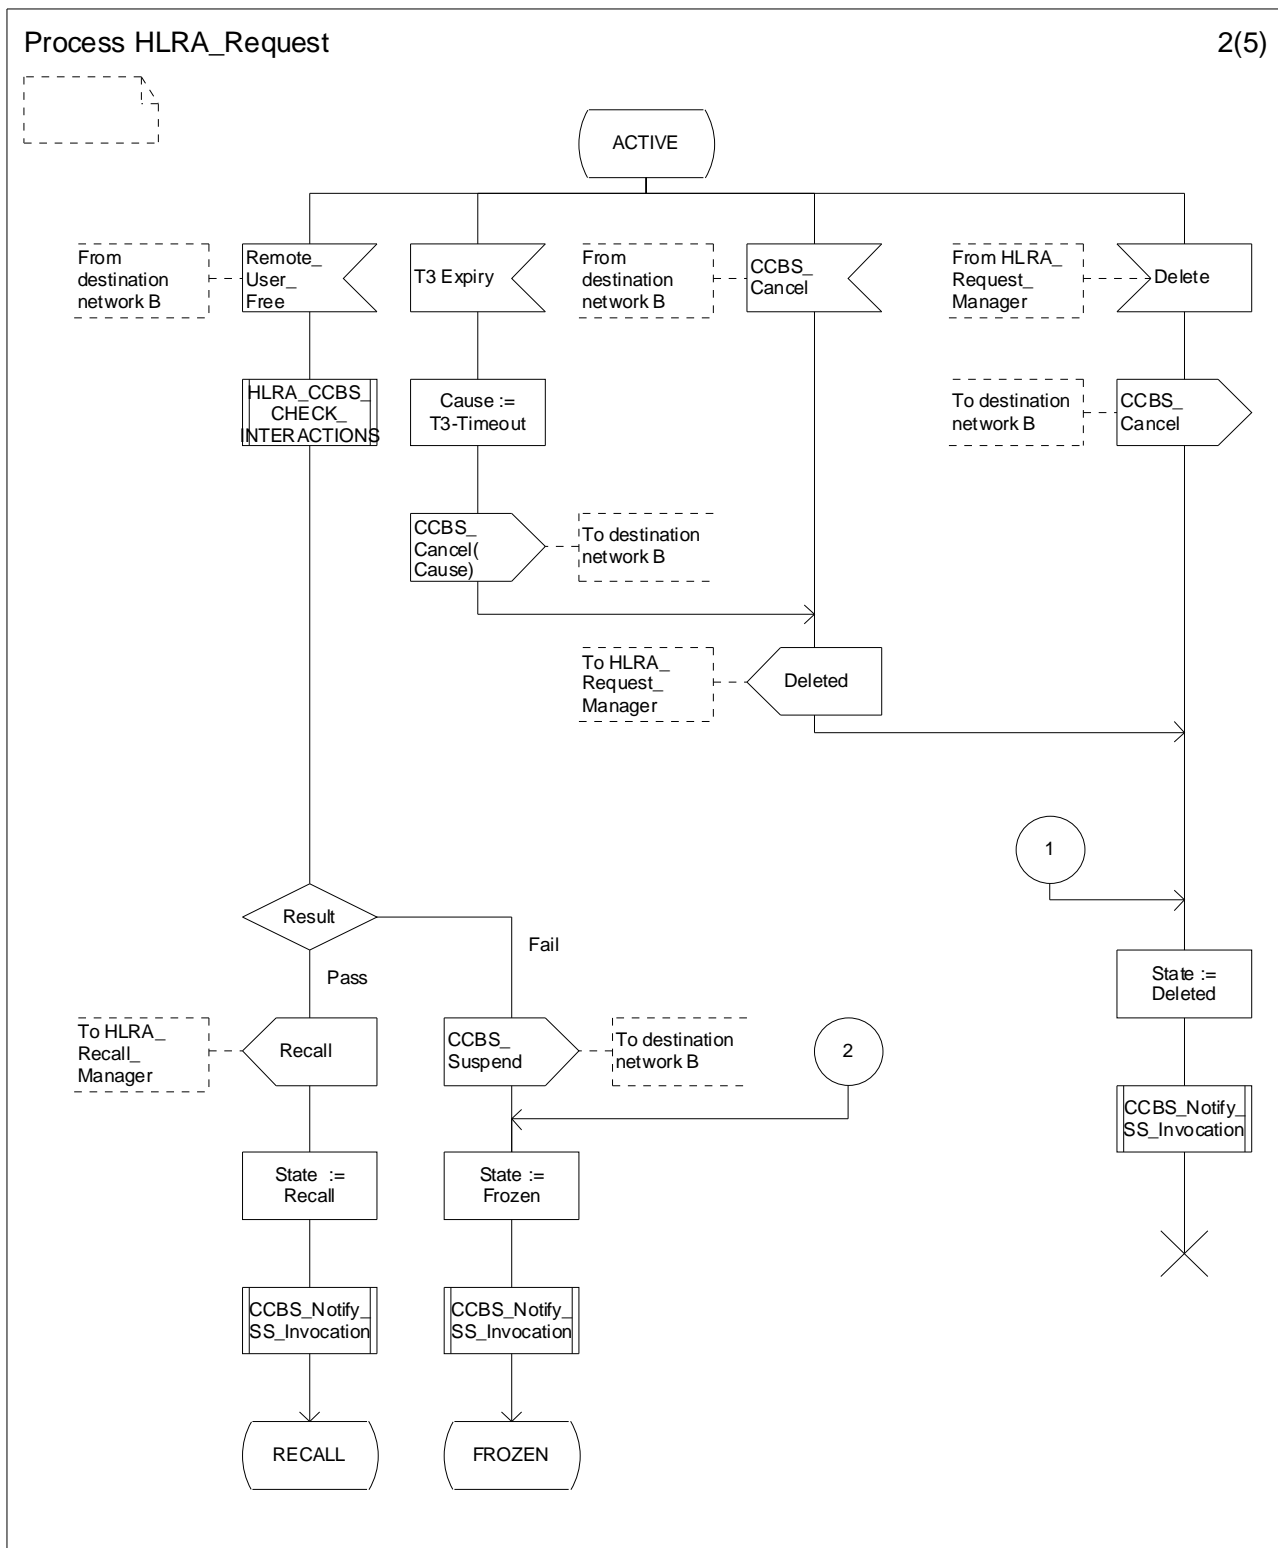 Process HLRA_Request
2(5)
ACTIVE
From
destination
network B
Remote_
User_
Free
T3 Expiry
From
destination
network B
CCBS_
Cancel
From HLRA_
Request_
Manager
Delete
HLRA_CCBS_
CHECK_
INTERACTIONS
Cause :=
T3-Timeout
To destination
network B
CCBS_
Cancel
CCBS_
Cancel(
Cause)
To destination
network B
To HLRA_
Request_
Manager
Deleted
1
Result
Fail
Pass
State :=
Deleted
To HLRA_
Recall_
Manager
Recall
CCBS_
Suspend
To destination
network B
2
CCBS_Notify_
SS_Invocation
State :=
Recall
State :=
Frozen
CCBS_Notify_
SS_Invocation
CCBS_Notify_
SS_Invocation
RECALL
FROZEN